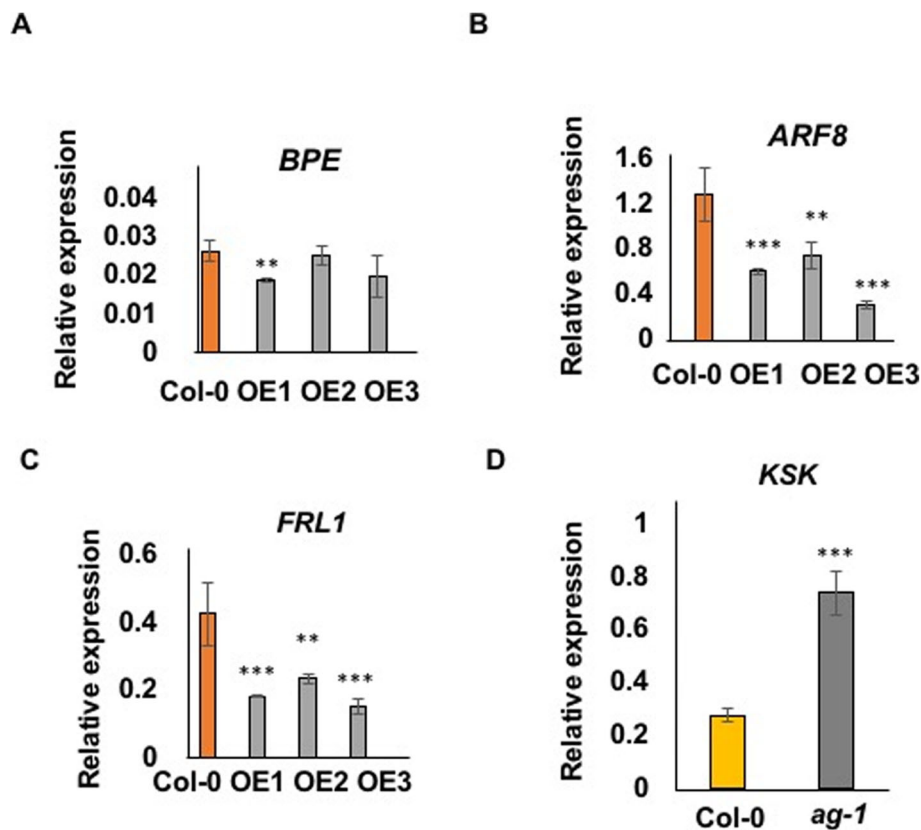 A
BPE
Relative expression
0.04
0.03
0.02
0.01
0
**
Col-0 OE1 OE2 OE3
B
ARF8
Relative expression
1.6
1.2
0.8
0.4
0
***
**
***
Col-0 OE1 OE2 OE3
C
FRL1
Relative expression
0.6
0.4
0.2
0
***
**
***
Col-0 OE1 OE2 OE3
D
KSK
Relative expression
1
0.8
0.6
0.4
0.2
0
***
Col-0 ag-1